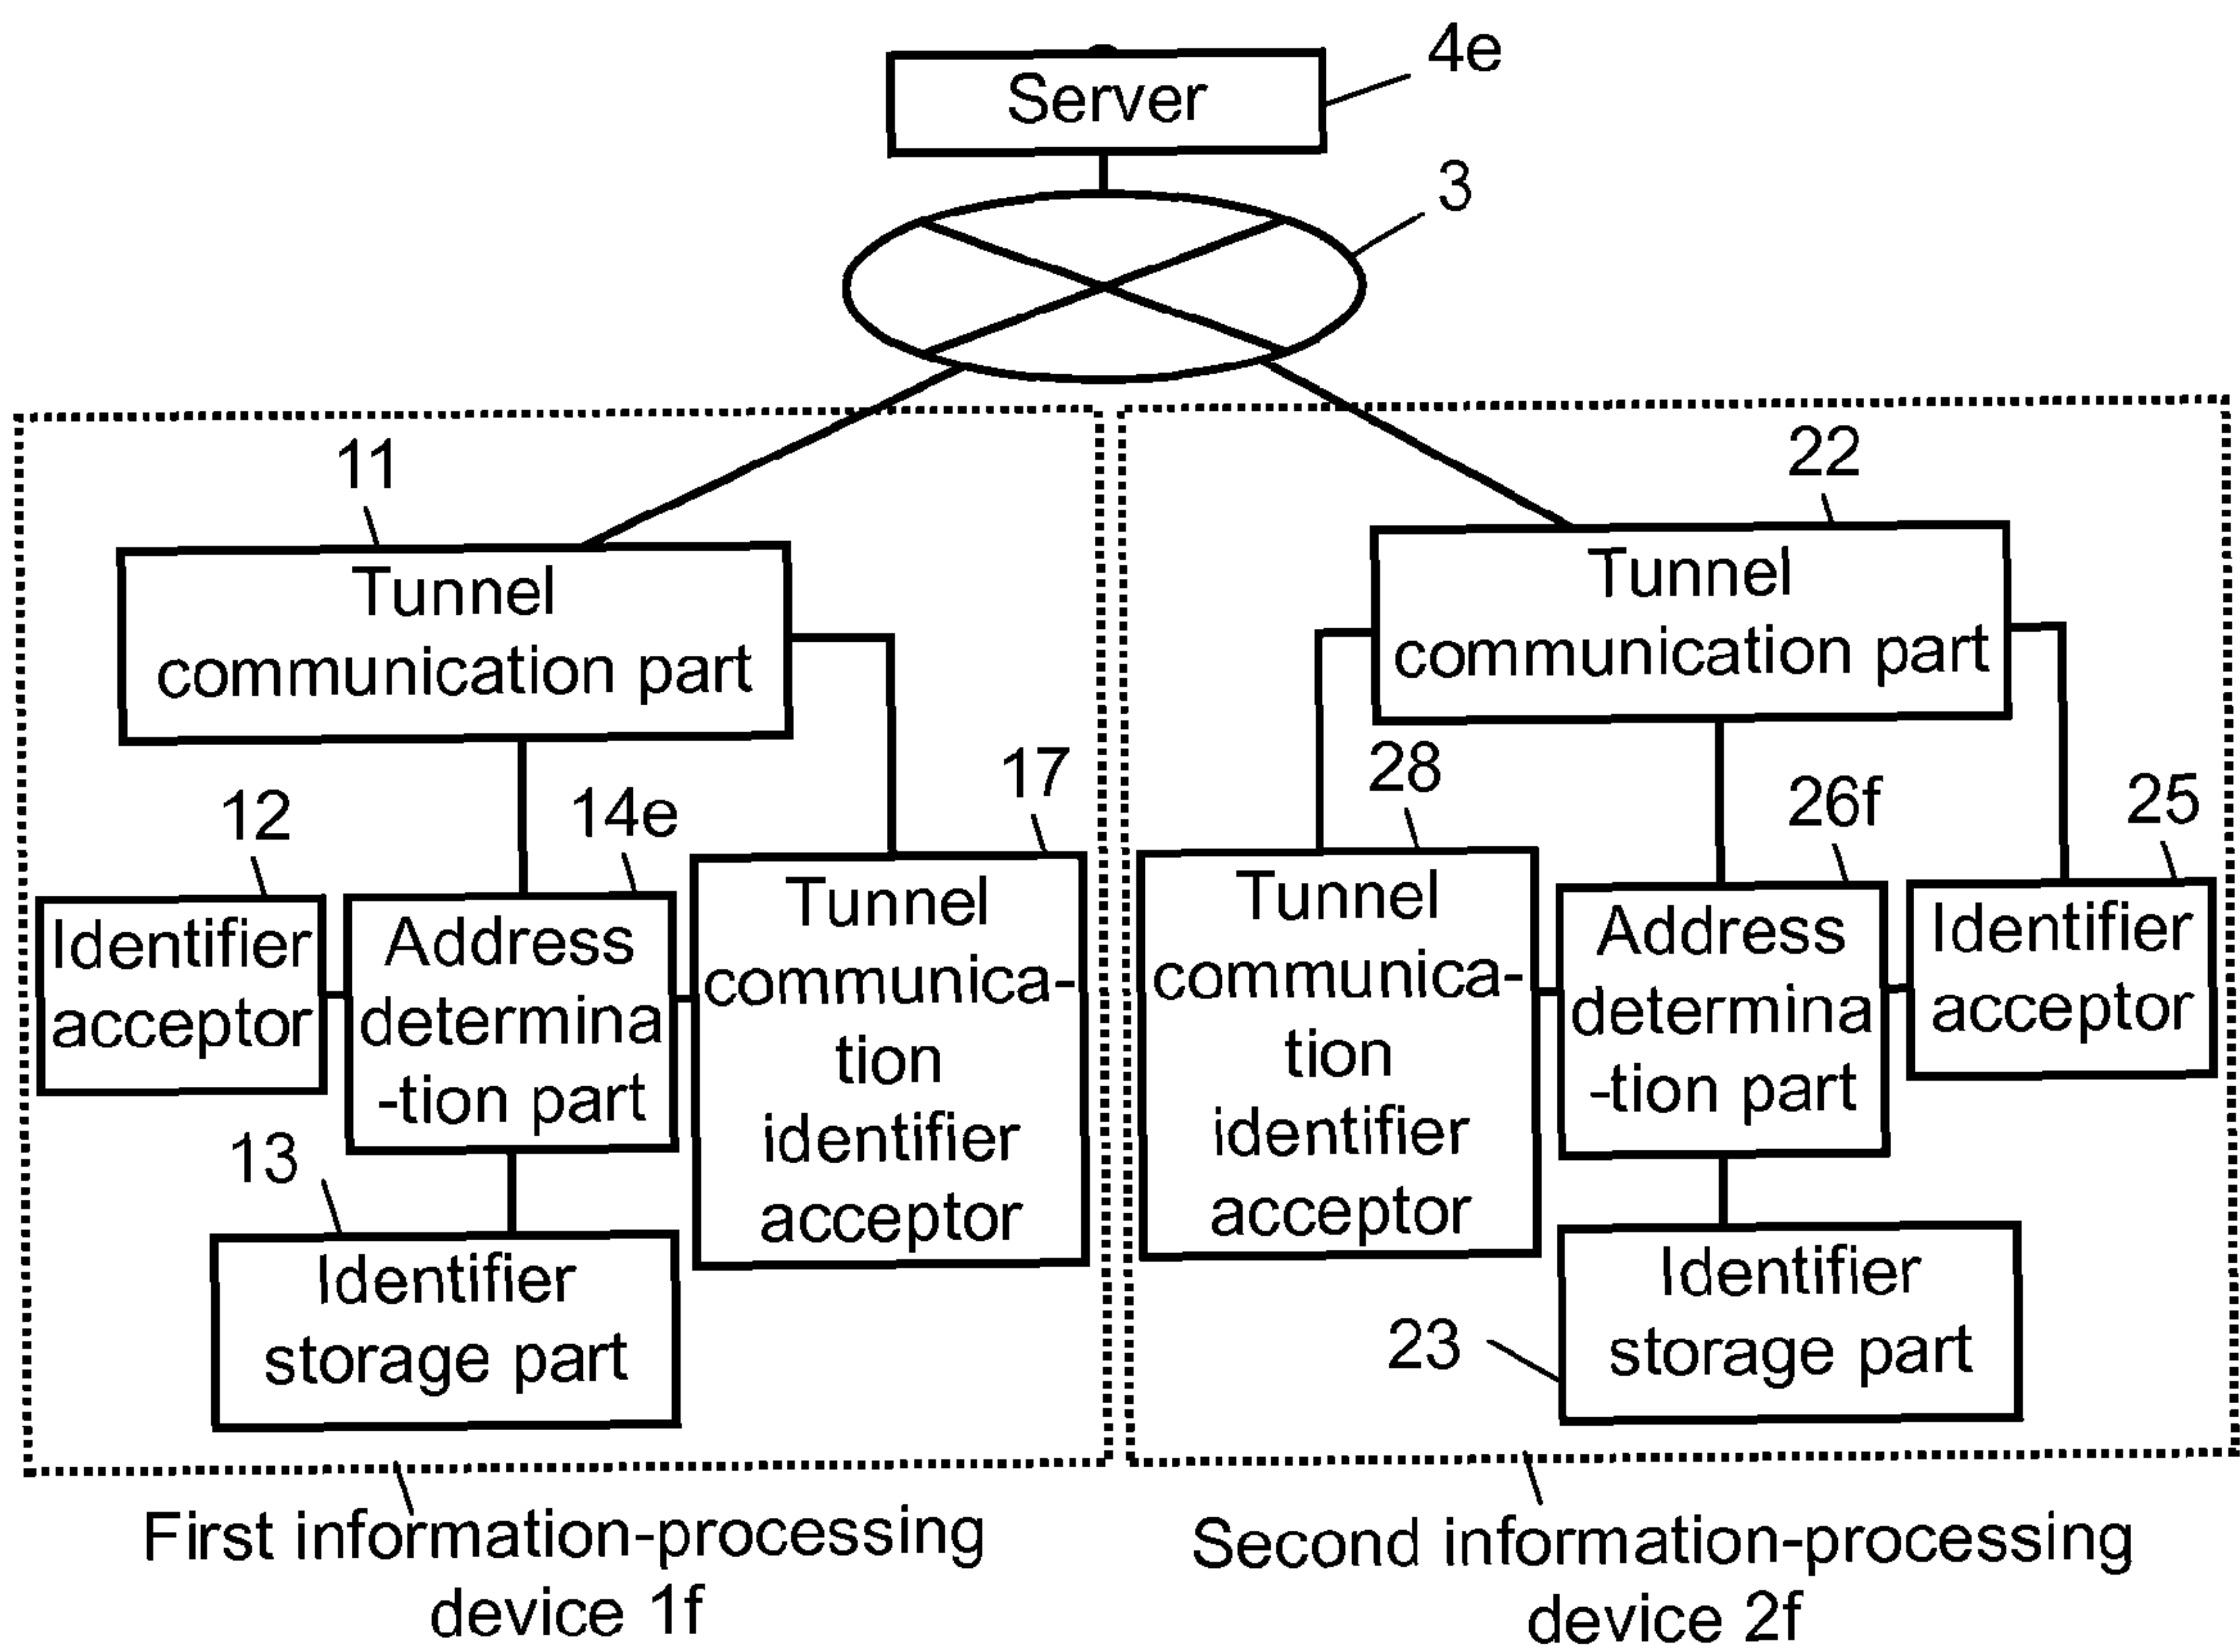 4e
Server
3
11
Tunnel
communication part
22
Tunnel
communication part
12
14e
17
28
26f
25
Identifier
acceptor
Address
determina
-tion part
Tunnel
communica-
tion
identifier
acceptor
Tunnel
communica-
tion
identifier
acceptor
Address
determina
-tion part
Identifier
acceptor
13
Identifier
storage part
23
Identifier
storage part
First information-processing
device 1f
Second information-processing
device 2f